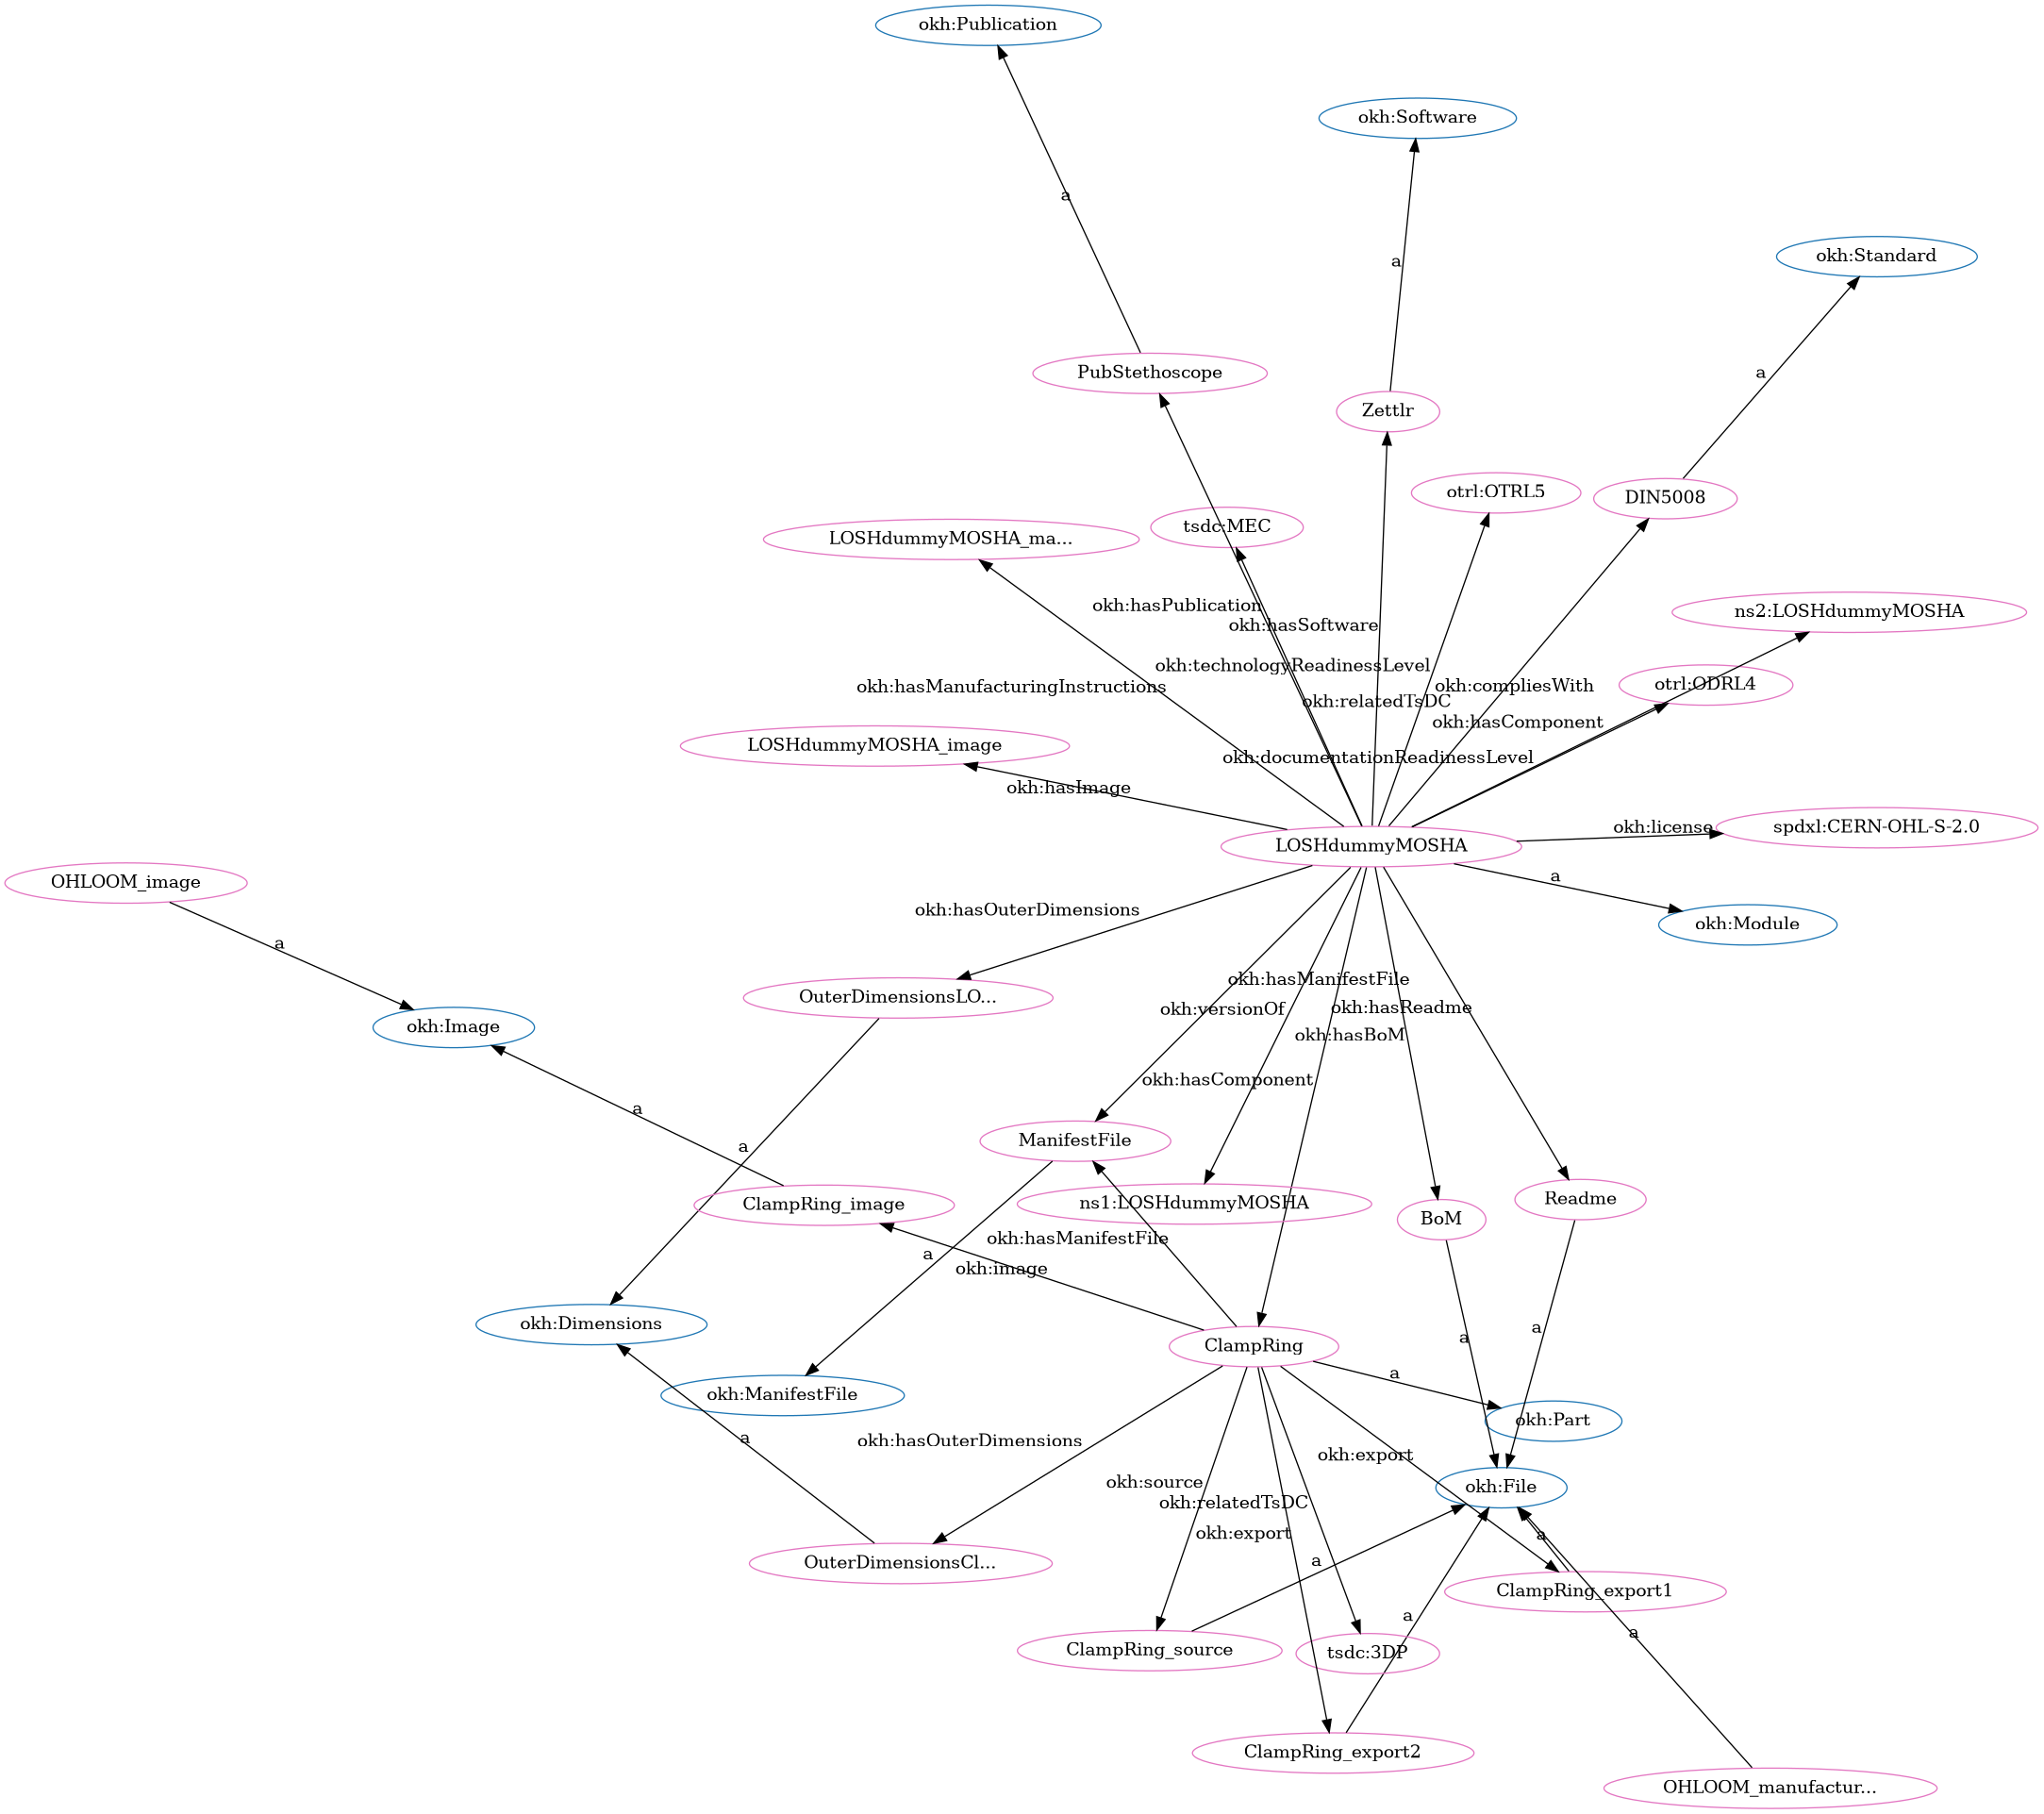 okh:Publication
okh:Software
a
okh:Standard
a
PubStethoscope
a
Zettlr
otrl:OTRL5
DIN5008
tsdc:MEC
LOSHdummyMOSHA_ma...
okh:hasPublication
ns2:LOSHdummyMOSHA
okh:hasSoftware
okh:technologyReadinessLevel
okh:hasManufacturingInstructions
okh:compliesWith
otrl:ODRL4
okh:relatedTsDC
okh:hasComponent
LOSHdummyMOSHA_image
okh:documentationReadinessLevel
okh:hasImage
okh:license
spdxl:CERN-OHL-S-2.0
LOSHdummyMOSHA
OHLOOM_image
a
okh:hasOuterDimensions
okh:Module
a
okh:hasManifestFile
OuterDimensionsLO...
okh:versionOf
okh:hasReadme
okh:Image
okh:hasBoM
okh:hasComponent
a
ManifestFile
a
ClampRing_image
ns1:LOSHdummyMOSHA
BoM
Readme
okh:hasManifestFile
a
okh:image
okh:Dimensions
a
a
ClampRing
a
okh:ManifestFile
okh:Part
a
okh:hasOuterDimensions
okh:export
okh:source
okh:File
okh:relatedTsDC
okh:export
a
OuterDimensionsCl...
a
ClampRing_export1
a
a
ClampRing_source
tsdc:3DP
ClampRing_export2
OHLOOM_manufactur...